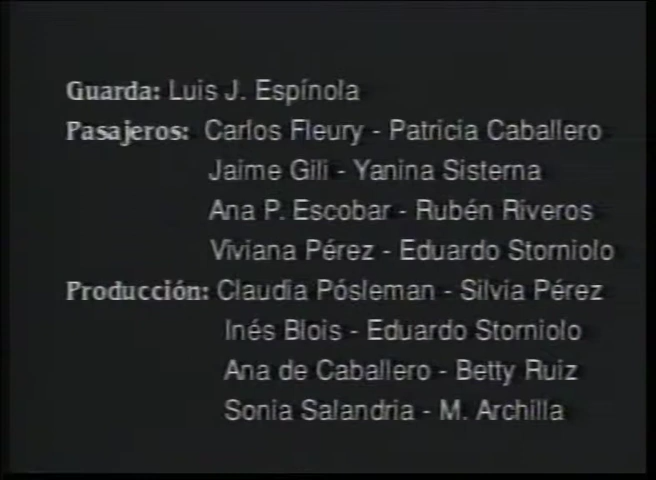 Guarda: Luis J. Espínola
Pasajeros: Carlos Fleury - Patricia Caballero
Jaime Gili - Yanina Sisterna
Ana P. Escobar - Rubén Riveros
Viviana Pérez - Eduardo Storniolo
Producción: Claudia Pósleman - Silvia Pérez
Inés Blois - Eduardo Storniolo
Ana de Caballero - Betty Ruiz
Sonia Salandria - M. Archilla